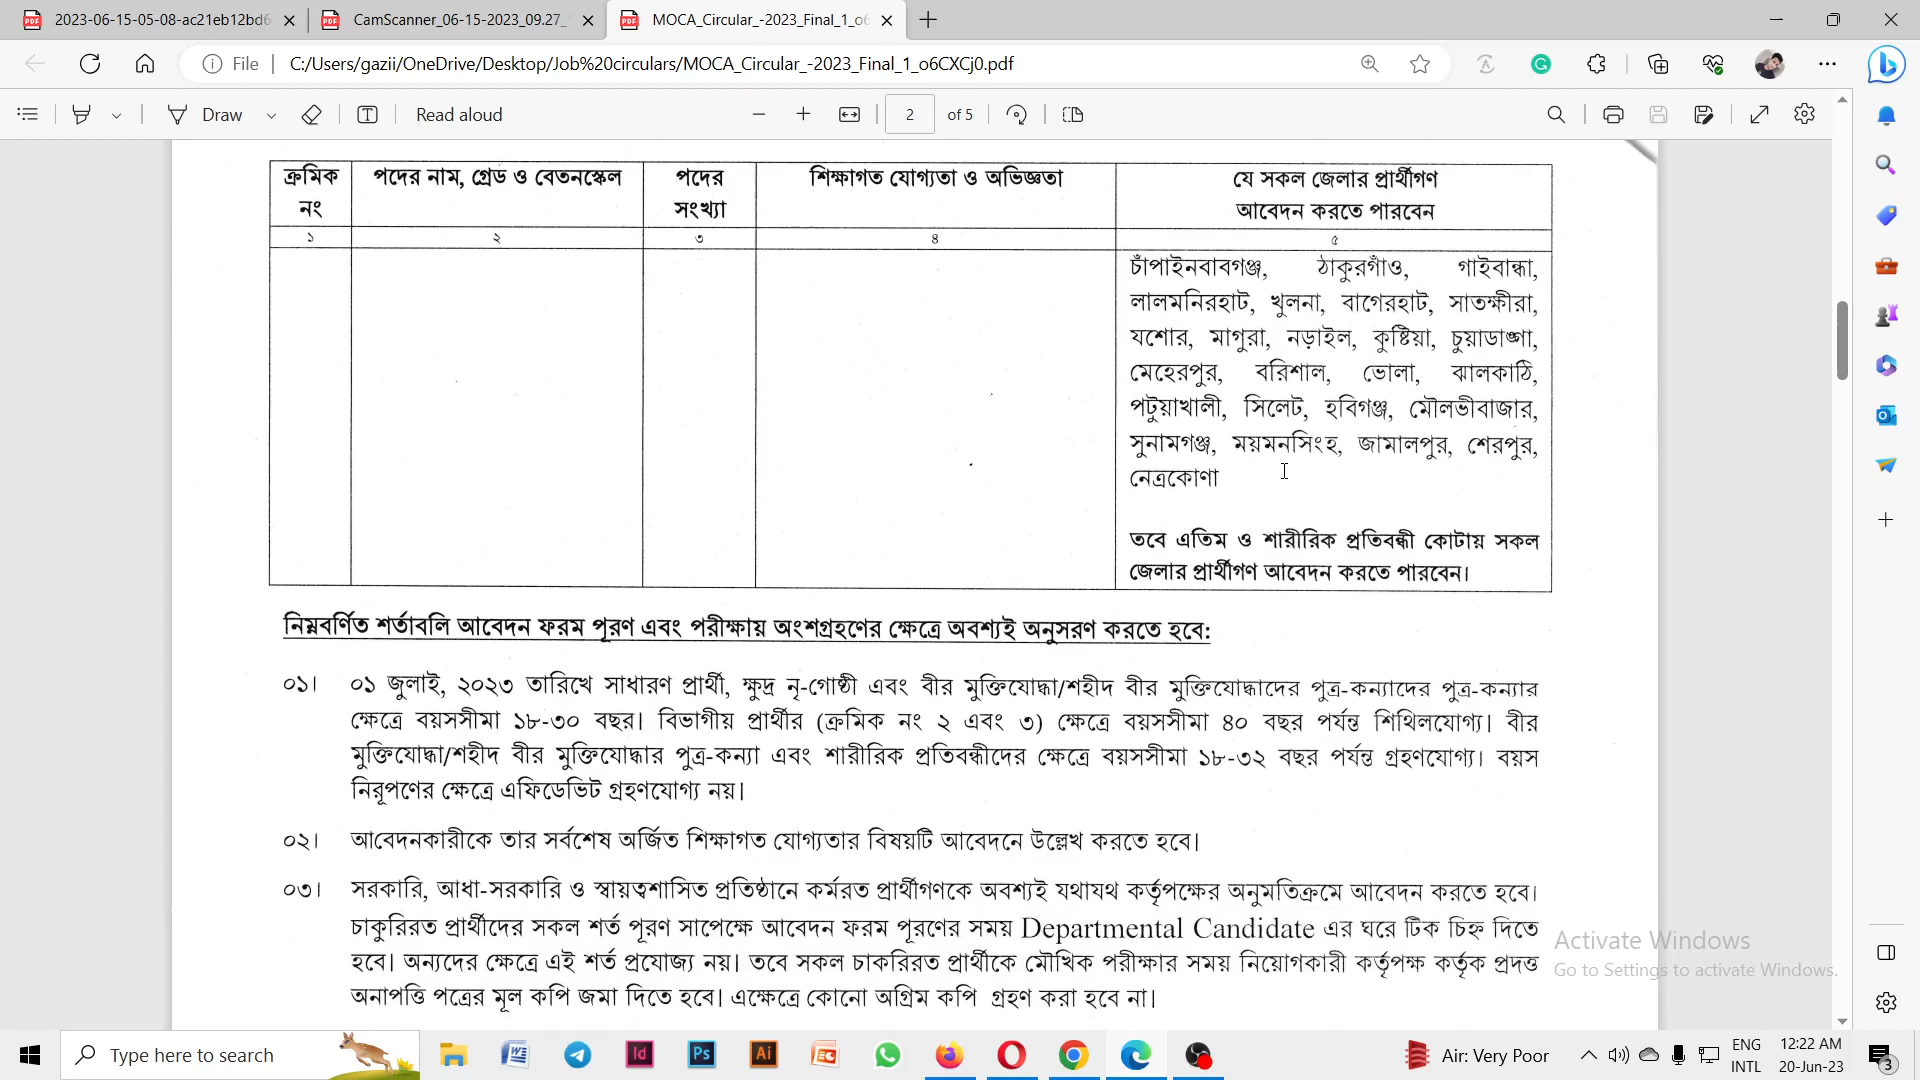 2023-06-15-05-08-ac21eb12bd6
CamScanner_06-15-2023_09.27_
MOCA_Circular_-2023_Final_1_o6
File
C:/Users/gazii/OneDrive/Desktop/Job%20circulars/MOCA_Circular_-2023_Final_1_o6CXCj0.pdf
Draw
Read aloud
2 of 5
ক্রমিক নং
পদের নাম, গ্রেড ও বেতনস্কেল
পদের সংখ্যা
শিক্ষাগত যোগ্যতা ও অভিজ্ঞতা
যে সকল জেলার প্রার্থীগণ
আবেদন করতে পারবেন
১ ২ ৩ ৪ ৫
চাঁপাইনবাবগঞ্জ, ঠাকুরগাঁও, গাইবান্ধা,
লালমনিরহাট, খুলনা, বাগেরহাট, সাতক্ষীরা,
যশোর, মাগুরা, নড়াইল, কুষ্টিয়া, চুয়াডাঙ্গা,
মেহেরপুর, বরিশাল, ভোলা, ঝালকাঠি,
পটুয়াখালী, সিলেট, হবিগঞ্জ, মৌলভীবাজার,
সুনামগঞ্জ, ময়মনসিংহ, জামালপুর, শেরপুর,
নেত্রকোণা
তবে এতিম ও শারীরিক প্রতিবন্ধী কোটায় সকল
জেলার প্রার্থীগণ আবেদন করতে পারবেন।
নিম্নবর্ণিত শর্তাবলি আবেদন ফরম পূরণ এবং পরীক্ষায় অংশগ্রহণের ক্ষেত্রে অবশ্যই অনুসরণ করতে হবে:
০১। ০১ জুলাই, ২০২৩ তারিখে সাধারণ প্রার্থী, ক্ষুদ্র নৃ-গোষ্ঠী এবং বীর মুক্তিযোদ্ধা/শহীদ বীর মুক্তিযোদ্ধাদের পুত্র-কন্যাদের পুত্র-কন্যার
ক্ষেত্রে বয়সসীমা ১৮-৩০ বছর। বিভাগীয় প্রার্থীর (ক্রমিক নং ২ এবং ৩) ক্ষেত্রে বয়সসীমা ৪০ বছর পর্যন্ত শিথিলযোগ্য। বীর
মুক্তিযোদ্ধা/শহীদ বীর মুক্তিযোদ্ধার পুত্র-কন্যা এবং শারীরিক প্রতিবন্ধীদের ক্ষেত্রে বয়সসীমা ১৮-৩২ বছর পর্যন্ত গ্রহণযোগ্য। বয়স
নিরূপণের ক্ষেত্রে এফিডেভিট গ্রহণযোগ্য নয়।
০২। আবেদনকারীকে তার সর্বশেষ অর্জিত শিক্ষাগত যোগ্যতার বিষয়টি আবেদনে উল্লেখ করতে হবে।
০৩। সরকারি, আধা-সরকারি ও স্বায়ত্বশাসিত প্রতিষ্ঠানে কর্মরত প্রার্থীগণকে অবশ্যই যথাযথ কর্তৃপক্ষের অনুমতিক্রমে আবেদন করতে হবে।
চাকুরিরত প্রার্থীদের সকল শর্ত পূরণ সাপেক্ষে আবেদন ফরম পূরণের সময় Departmental Candidate এর ঘরে টিক চিহ্ন দিতে
হবে। অন্যদের ক্ষেত্রে এই শর্ত প্রযোজ্য নয়। তবে সকল চাকরিরত প্রার্থীকে মৌখিক পরীক্ষার সময় নিয়োগকারী কর্তৃপক্ষ কর্তৃক প্রদত্ত
অনাপত্তি পত্রের মূল কপি জমা দিতে হবে। এক্ষেত্রে কোনো অগ্রিম কপি গ্রহণ করা হবে না।
Activate Windows
Go to Settings to activate Windows.
Type here to search
Air: Very Poor
ENG
INTL
12:22 AM
20-Jun-23
3